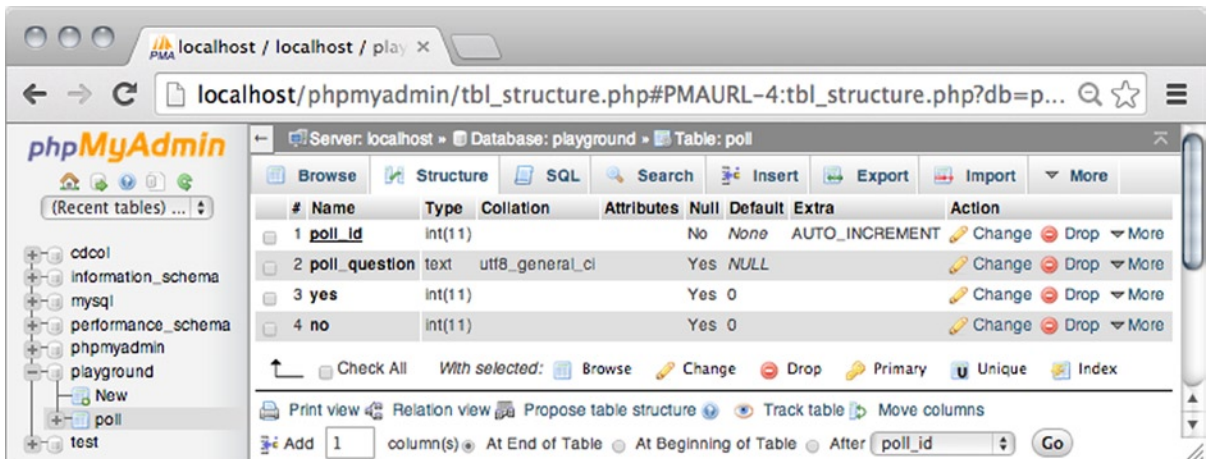 PMA localhost / localhost / play ×
localhost/phpmyadmin/tbl_structure.php#PMAURL-4:tbl_structure.php?db=p...
phpMyAdmin
(Recent tables) ...
cdcol
information_schema
mysql
performance_schema
phpmyadmin
playground
New
poll
test
Server: localhost » Database: playground » Table: poll
Browse Structure SQL Search Insert Export Import More
# Name Type Collation Attributes Null Default Extra Action
1 poll_id int(11) No None AUTO_INCREMENT Change Drop More
2 poll_question text utf8_general_ci Yes NULL Change Drop More
3 yes int(11) Yes 0 Change Drop More
4 no int(11) Yes 0 Change Drop More
Check All With selected: Browse Change Drop Primary U Unique Index
Print view Relation view Propose table structure Track table Move columns
Add 1 column(s) At End of Table At Beginning of Table After poll_id Go